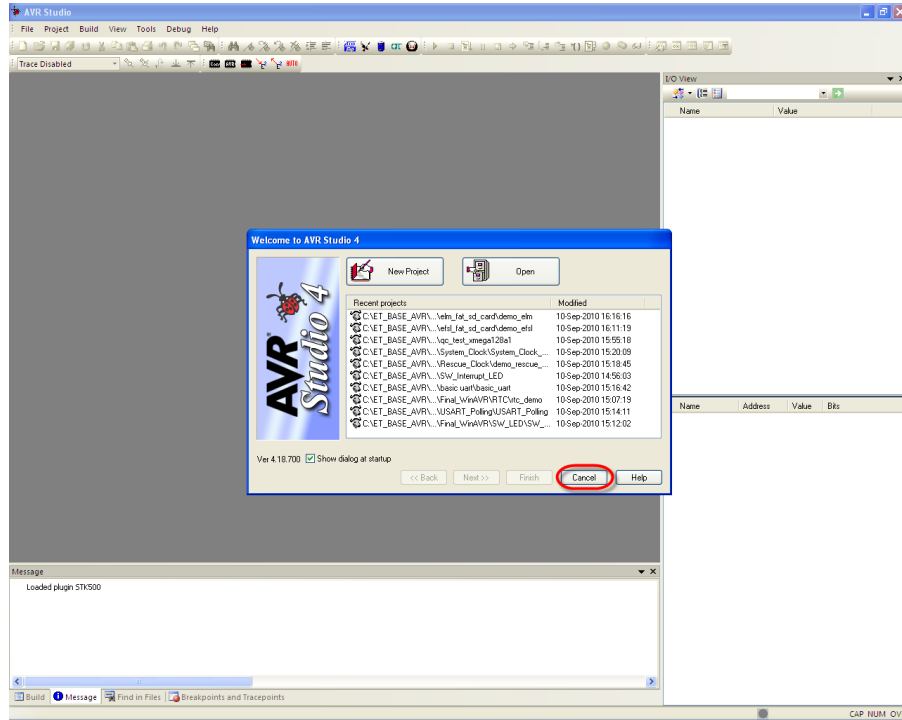 AVR Studio
File Project Build View Tools Debug Help
Trace Disabled
I/O View
Name Value
Welcome to AVR Studio 4
AVR Studio 4
New Project Open
Recent projects Modified
C:\ET_BASE_AVR\...\elm_fat_sd_card\demo_elm 10-Sep-2010 16:16:16
C:\ET_BASE_AVR\...\efsl_fat_sd_card\demo_efsl 10-Sep-2010 16:11:19
C:\ET_BASE_AVR\...\qc_test_xmega128a1 10-Sep-2010 15:55:18
C:\ET_BASE_AVR\...\System_Clock\System_Clock_... 10-Sep-2010 15:20:09
C:\ET_BASE_AVR\...\Rescue_Clock\demo_rescue_... 10-Sep-2010 15:18:45
C:\ET_BASE_AVR\...\SW_Interrupt_LED 10-Sep-2010 14:56:03
C:\ET_BASE_AVR\...\basic uart\basic_uart 10-Sep-2010 15:16:42
C:\ET_BASE_AVR\...\Final_WinAVR\RTC\rtc_demo 10-Sep-2010 15:07:19
C:\ET_BASE_AVR\...\USART_Polling\USART_Polling 10-Sep-2010 15:14:11
C:\ET_BASE_AVR\...\Final_WinAVR\SW_LED\SW_... 10-Sep-2010 15:12:02
Name Address Value Bits
Ver 4.18.700 Show dialog at startup
<< Back Next >> Finish Cancel Help
Message
Loaded plugin STK500
Build Message Find in Files Breakpoints and Tracepoints
CAP NUM OV